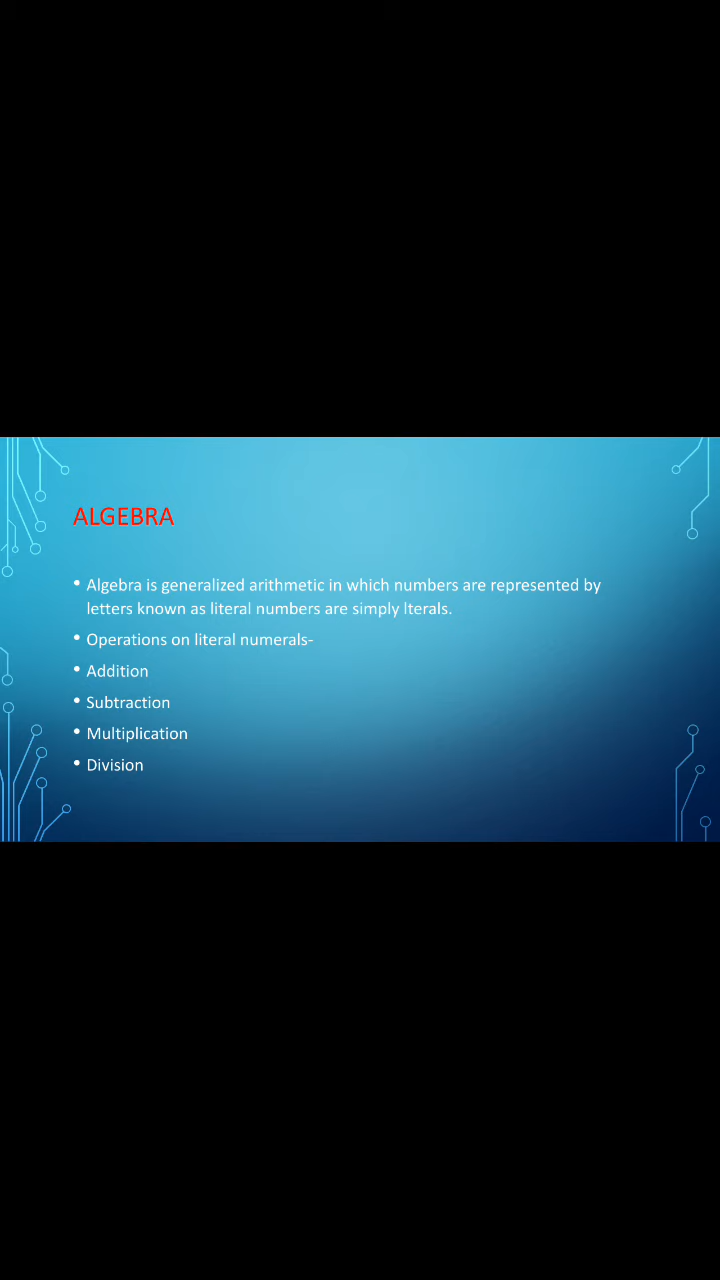 ALGEBRA
• Algebra is generalized arithmetic in which numbers are represented by
letters known as literal numbers are simply lterals.
• Operations on literal numerals-
• Addition
• Subtraction
• Multiplication
• Division